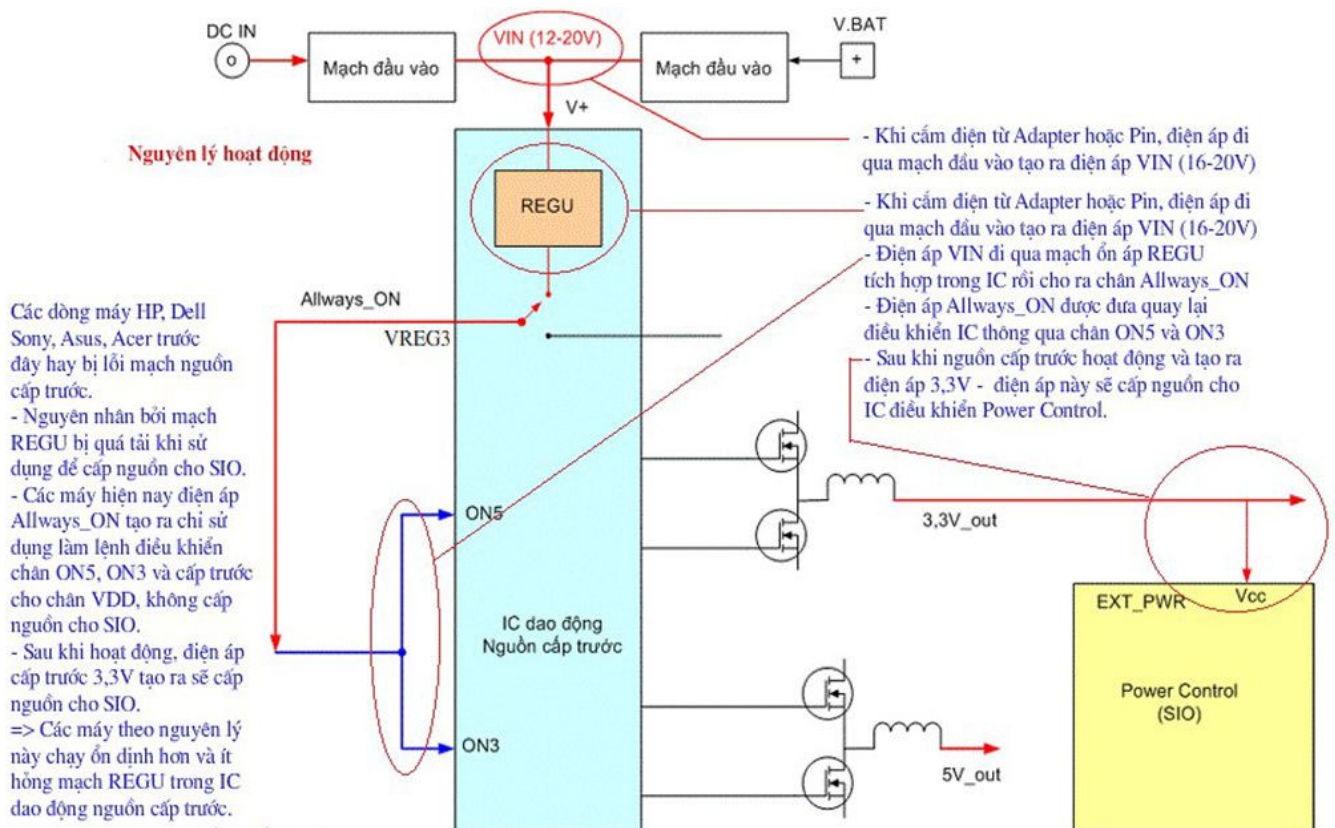 DC IN
Mạch đầu vào
VIN (12-20V)
Mạch đầu vào
V.BAT
+
V+
Nguyên lý hoạt động
REGU
- Khi cắm điện từ Adapter hoặc Pin, điện áp đi
qua mạch đầu vào tạo ra điện áp VIN (16-20V)
- Khi cắm điện từ Adapter hoặc Pin, điện áp đi
qua mạch đầu vào tạo ra điện áp VIN (16-20V)
- Điện áp VIN đi qua mạch ổn áp REGU
tích hợp trong IC rồi cho ra chân Allways_ON
- Điện áp Allways_ON được đưa quay lại
điều khiển IC thông qua chân ON5 và ON3
- Sau khi nguồn cấp trước hoạt động và tạo ra
điện áp 3,3V - điện áp này sẽ cấp nguồn cho
IC điều khiển Power Control.
Allways_ON
VREG3
Các dòng máy HP, Dell
Sony, Asus, Acer trước
đây hay bị lỗi mạch nguồn
cấp trước.
- Nguyên nhân bởi mạch
REGU bị quá tải khi sử
dụng để cấp nguồn cho SIO.
- Các máy hiện nay điện áp
Allways_ON tạo ra chỉ sử
dụng làm lệnh điều khiển
chân ON5, ON3 và cấp trước
cho chân VDD, không cấp
nguồn cho SIO.
- Sau khi hoạt động, điện áp
cấp trước 3,3V tạo ra sẽ cấp
nguồn cho SIO.
=> Các máy theo nguyên lý
này chạy ổn dịnh hơn và ít
hỏng mạch REGU trong IC
dao động nguồn cấp trước.
ON5
IC dao động
Nguồn cấp trước
ON3
3,3V_out
5V_out
EXT_PWR
Vcc
Power Control
(SIO)